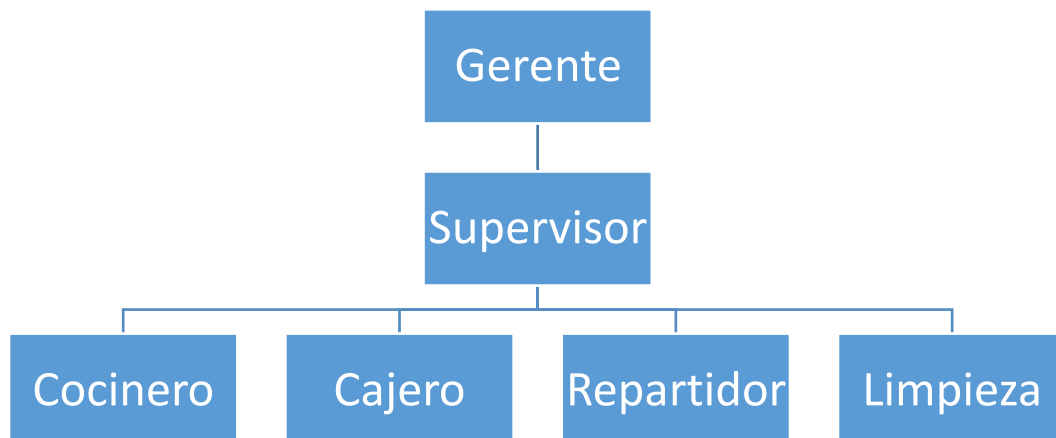 Gerente
Supervisor
Cocinero
Cajero
Repartidor
Limpieza